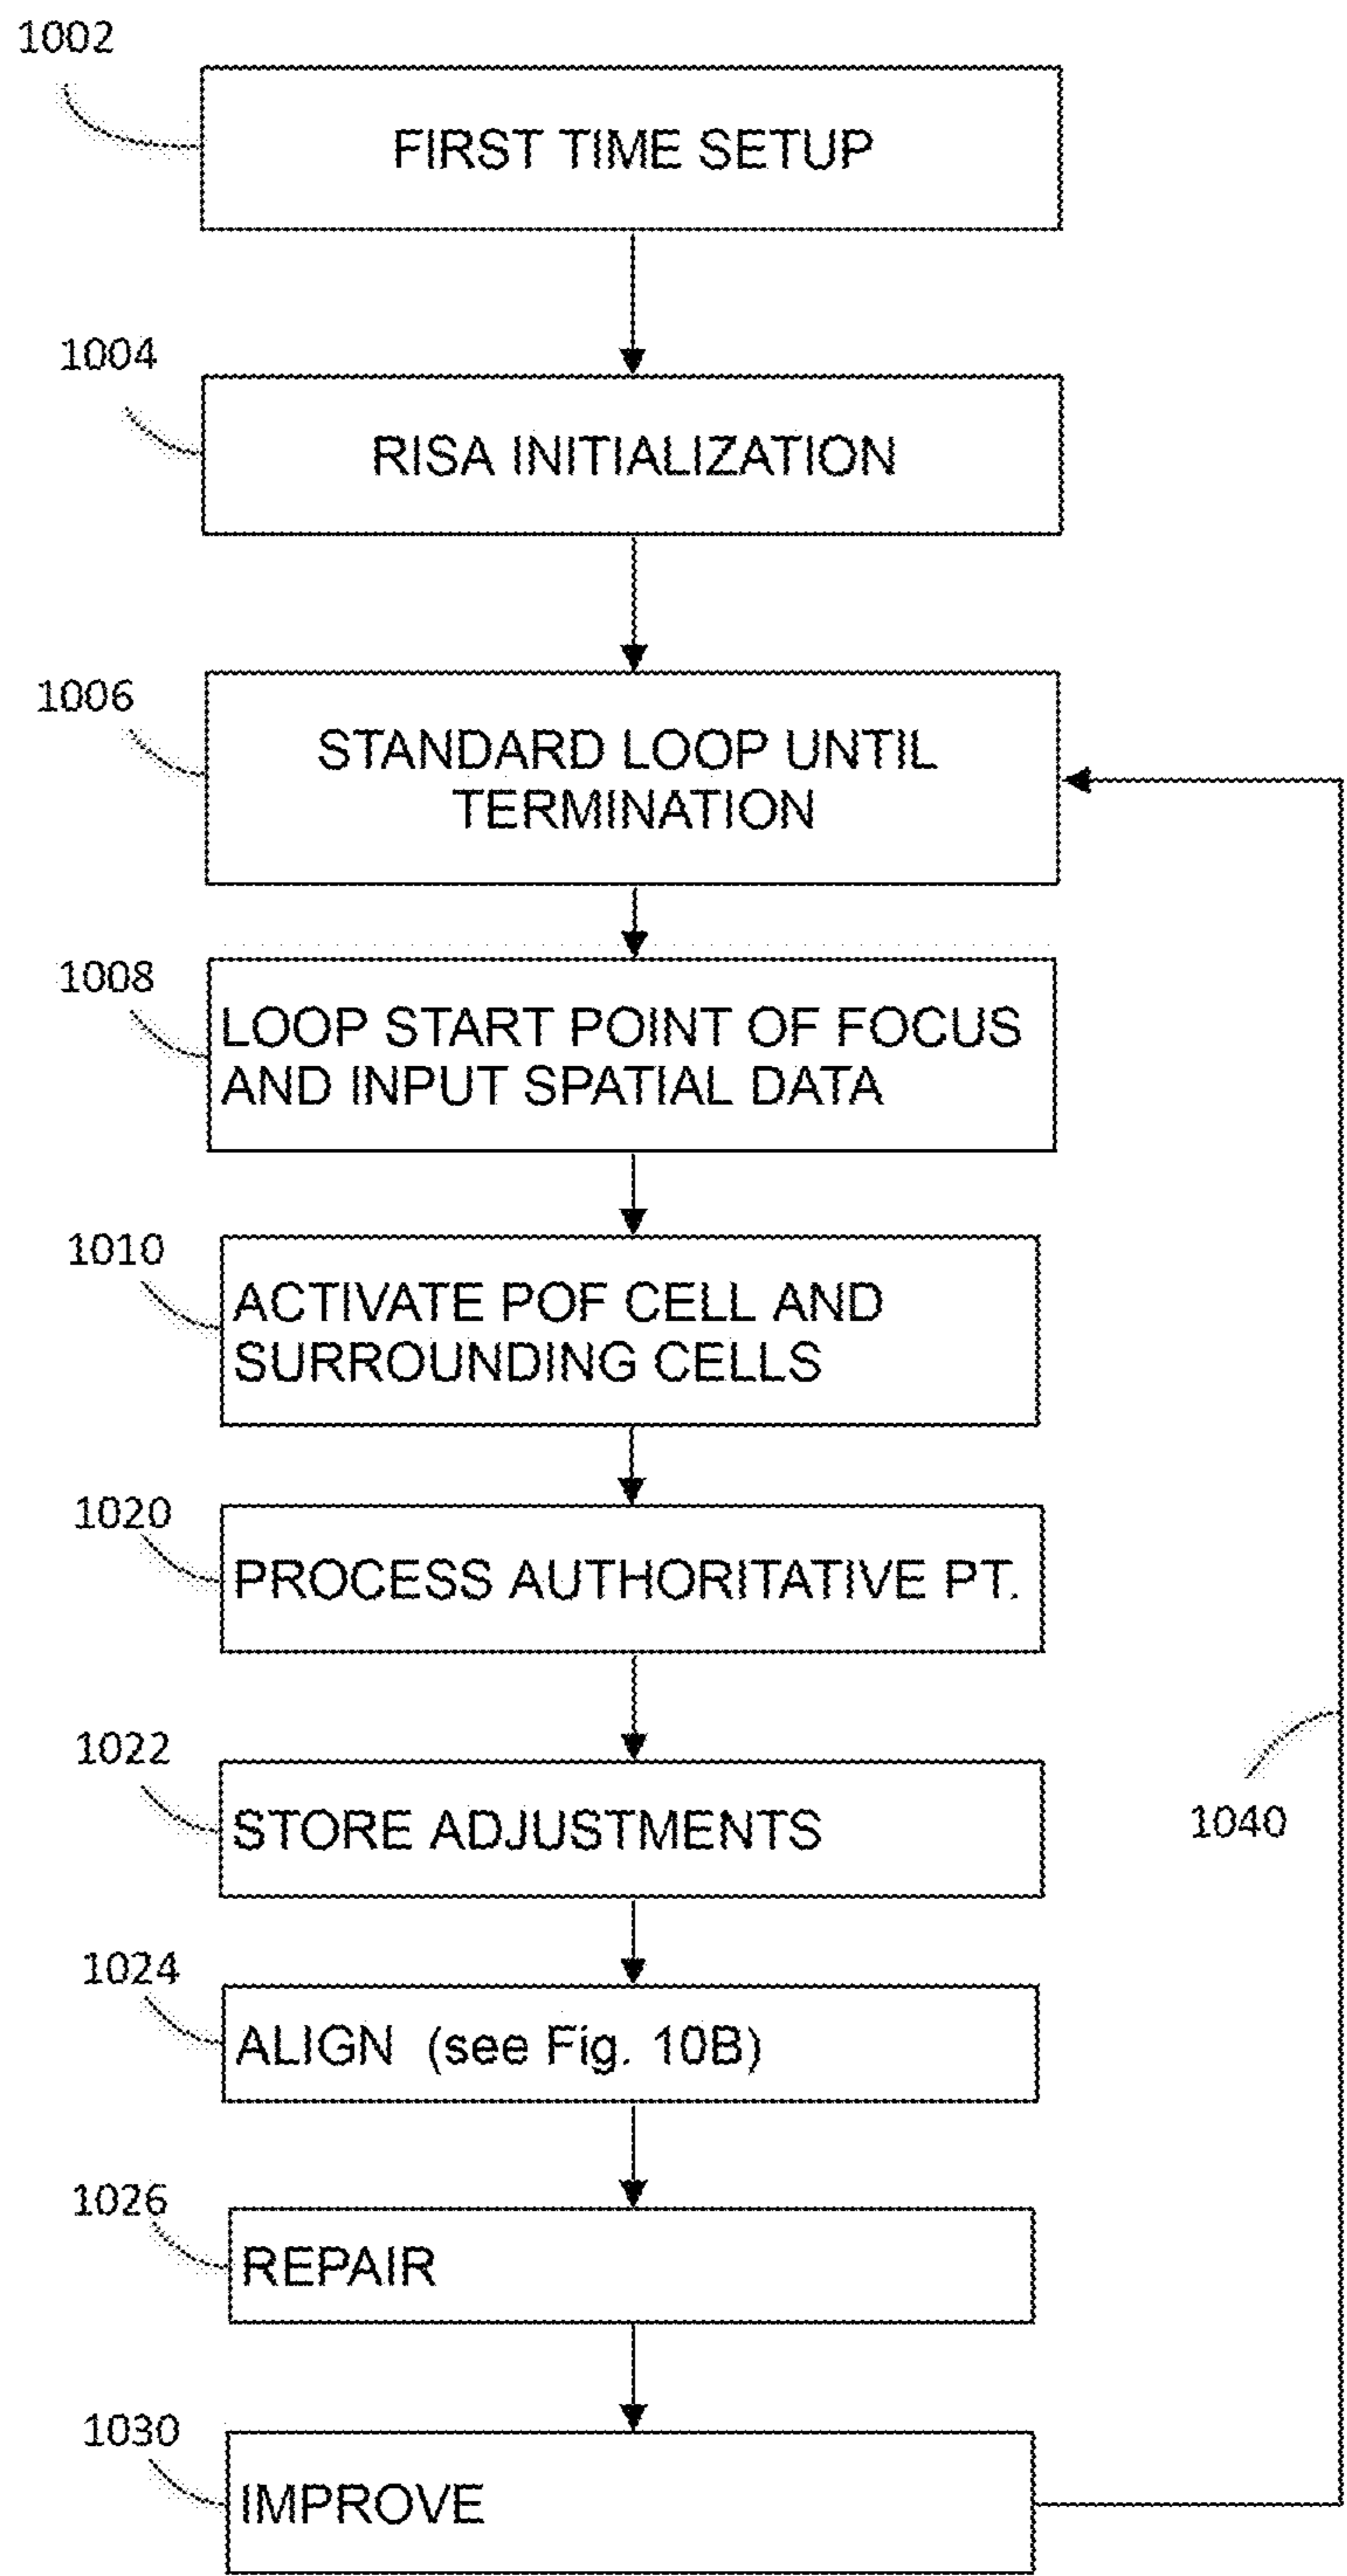 1002
FIRST TIME SETUP
1004
RISA INITIALIZATION
1006
STANDARD LOOP UNTIL
TERMINATION
1008
LOOP START POINT OF FOCUS
AND INPUT SPATIAL DATA
1010
ACTIVATE POF CELL AND
SURROUNDING CELLS
1020
PROCESS AUTHORITATIVE PT.
1022
STORE ADJUSTMENTS
1040
1024
ALIGN (see Fig. 10B)
1026
REPAIR
1030
IMPROVE